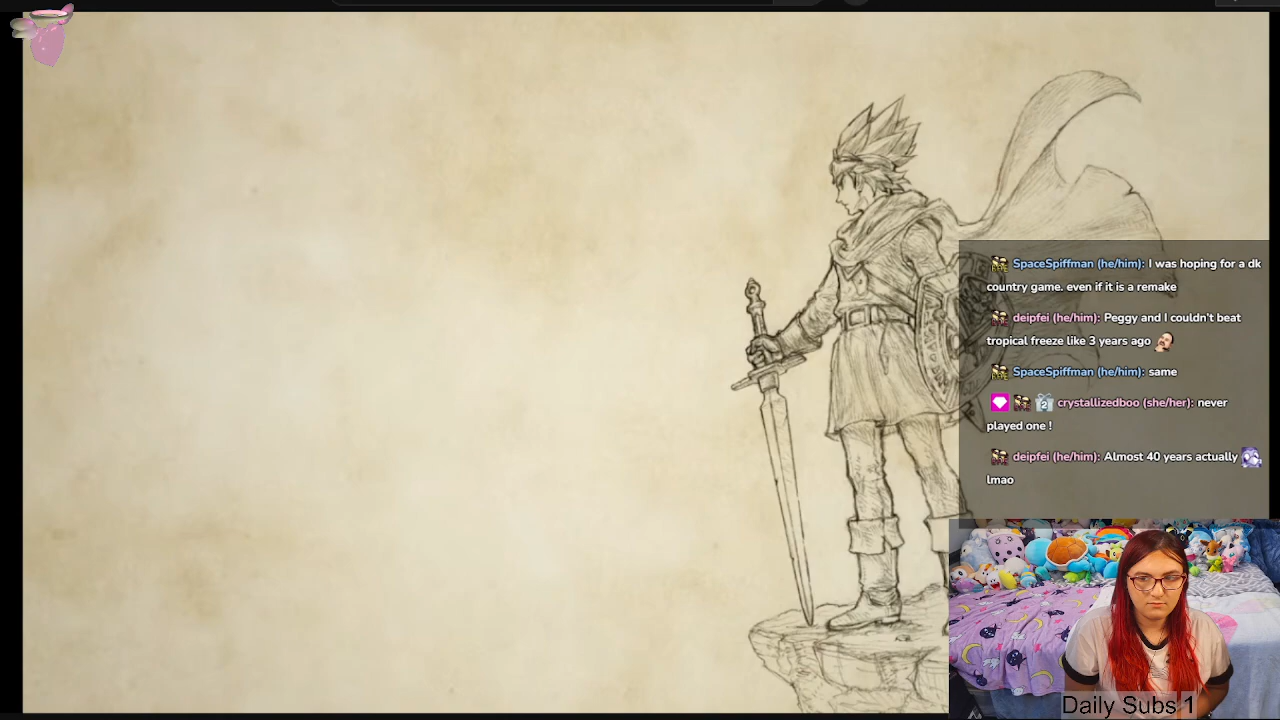 SpaceSpiffman (he/him): I was hoping for a dk
country game. even if it is a remake
deipfei (he/him): Peggy and I couldn't beat
tropical freeze like 3 years ago
SpaceSpiffman (he/him): same
2 crystallizedboo (she/her): never
played one !
deipfei (he/him): Almost 40 years actually
lmao
Daily Subs 1